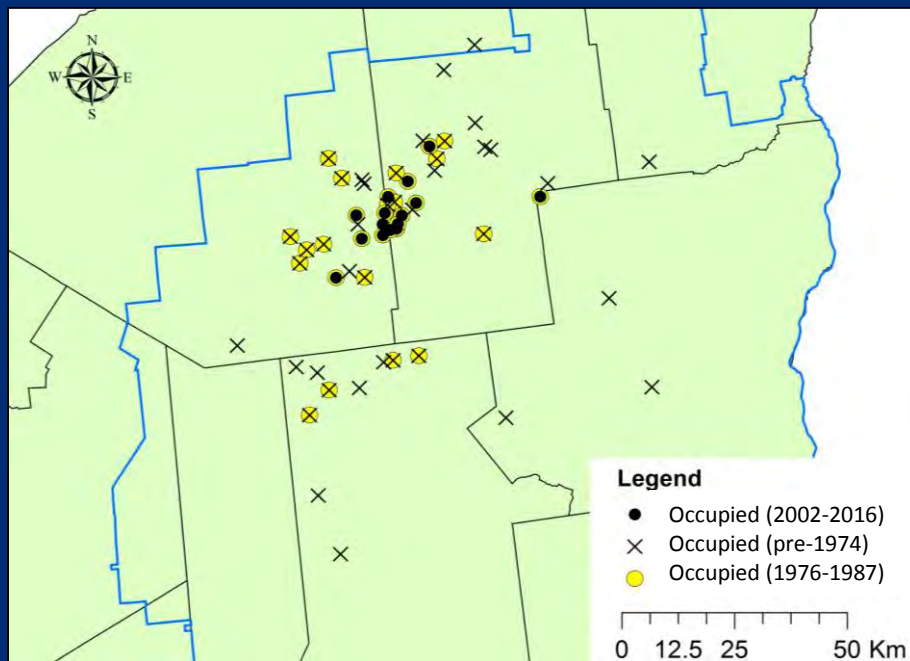 N
W E
S
Legend
Occupied (2002-2016)
Occupied (pre-1974)
Occupied (1976-1987)
0 12.5 25 50 Km